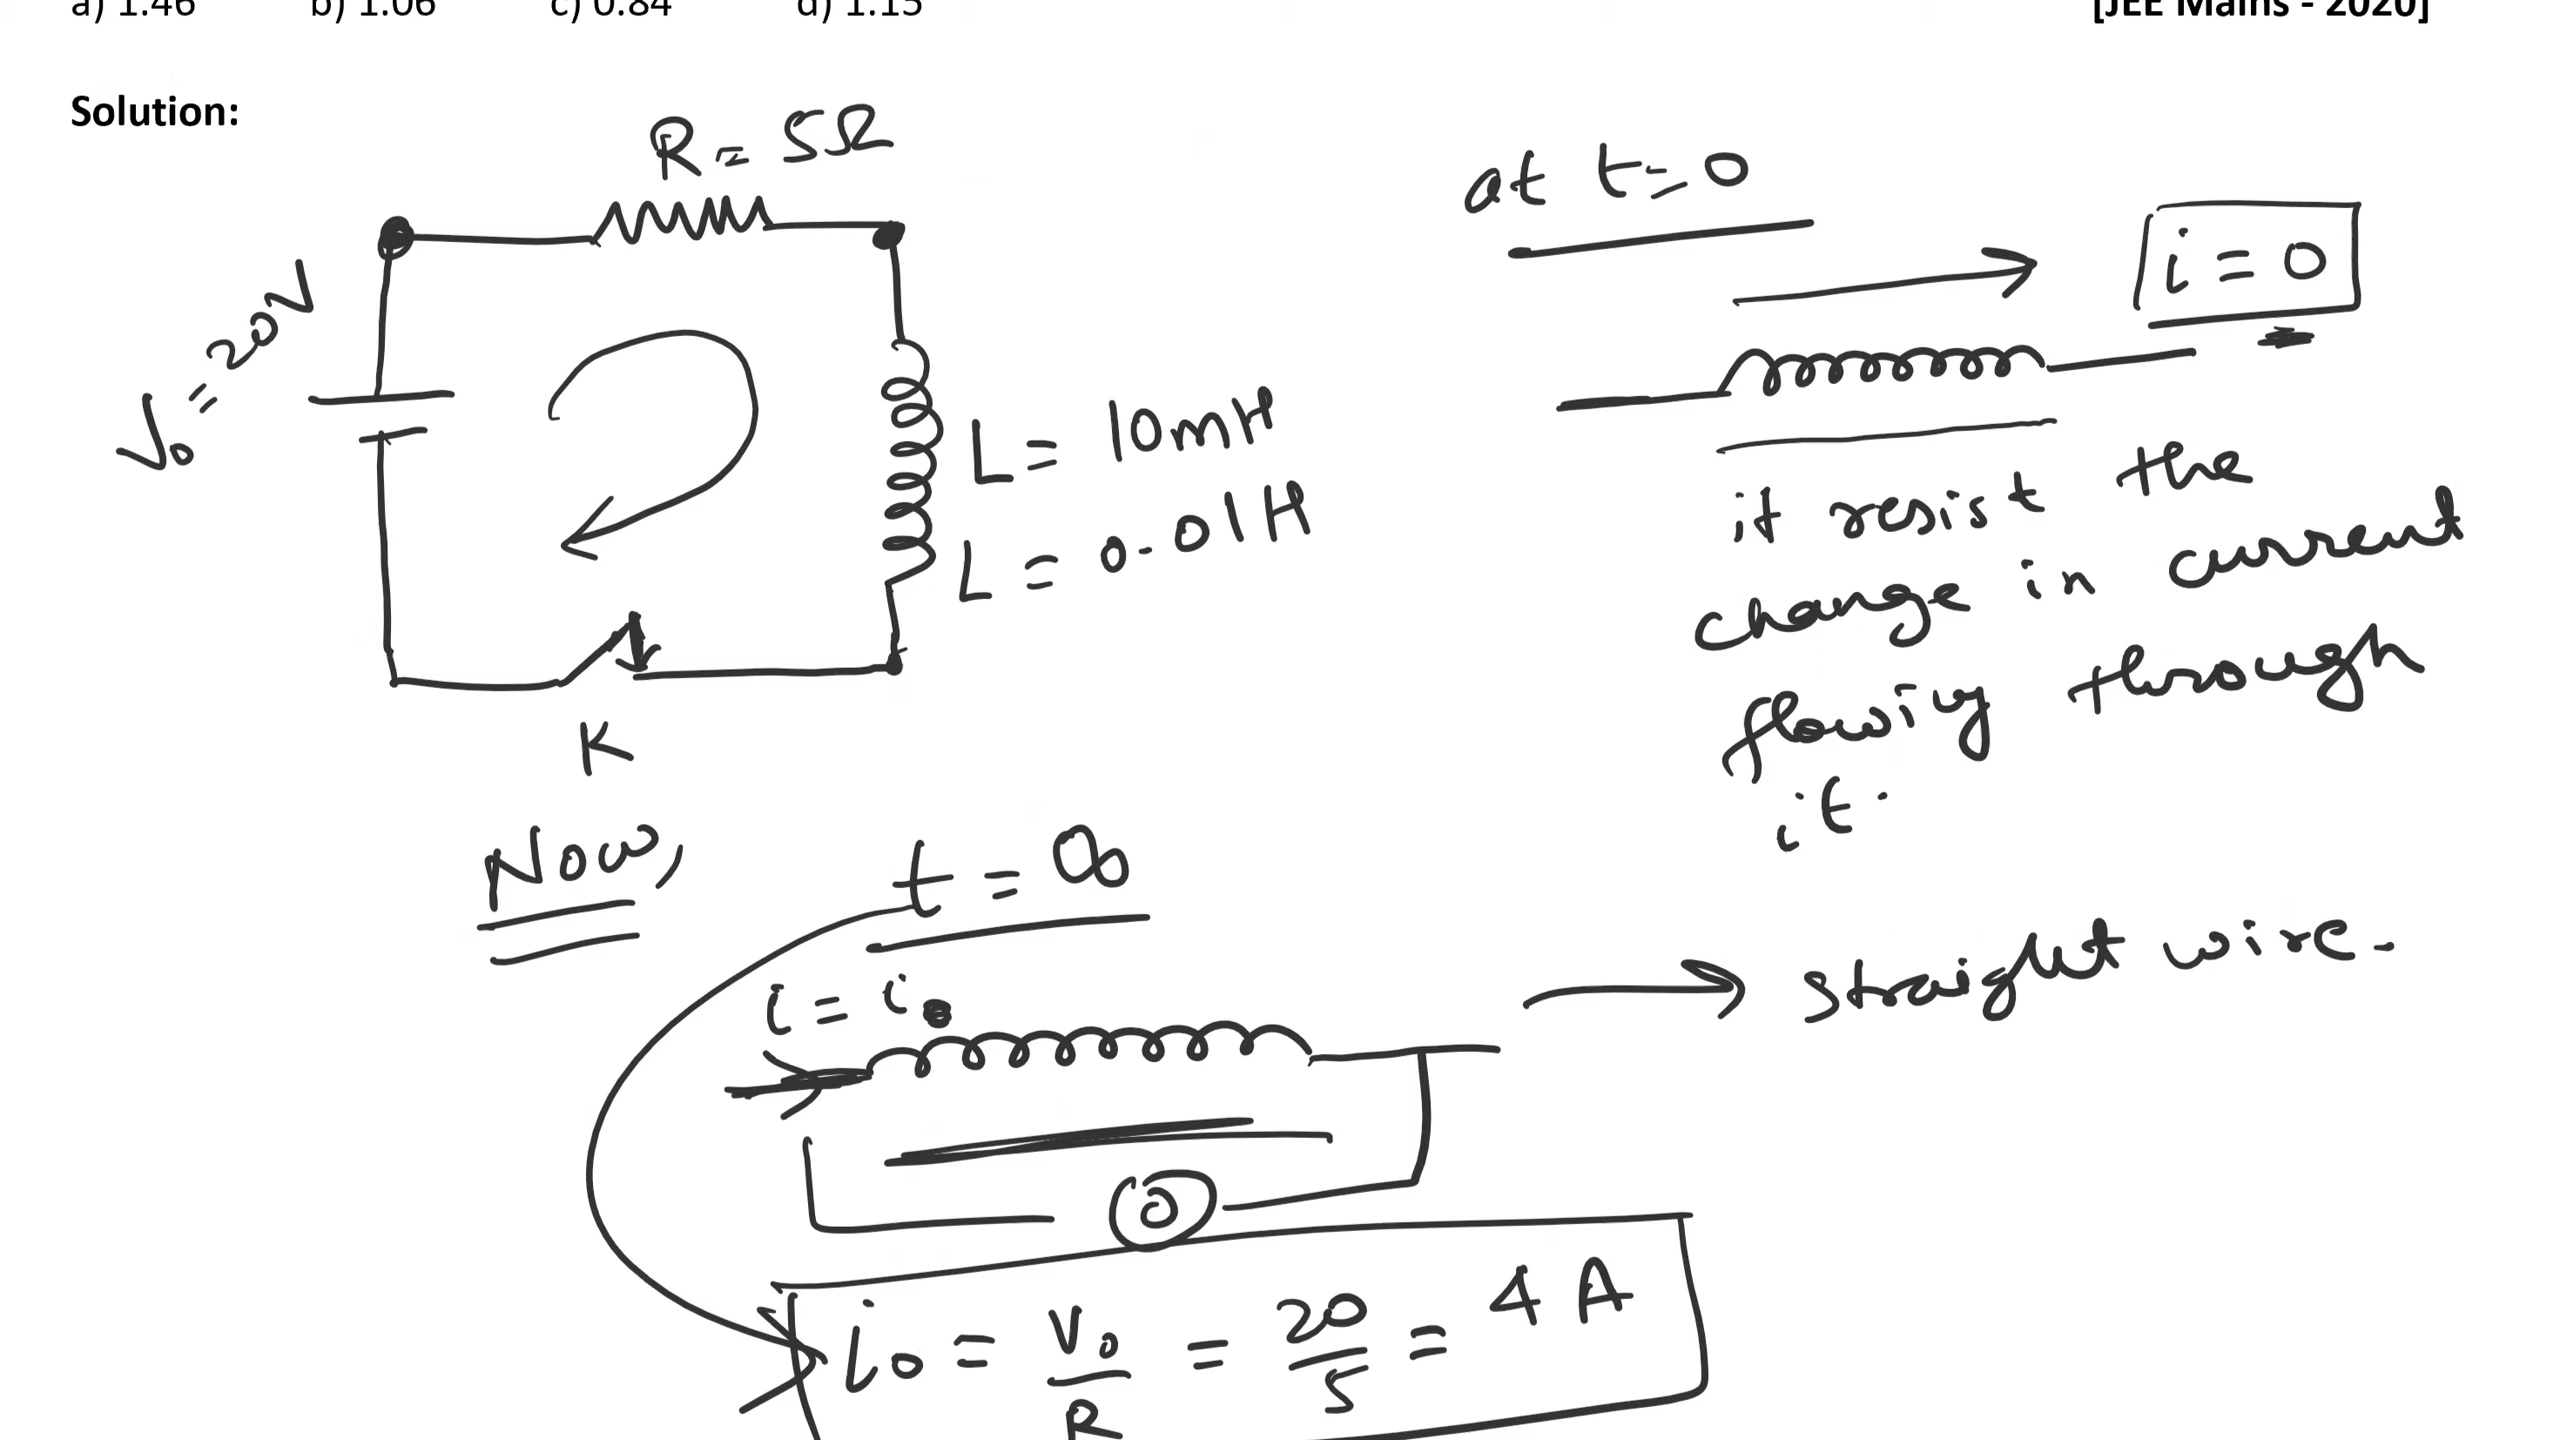 a) 1.46 b) 1.06 c) 0.84 d) 1.15 [JEE Mains - 2020]
Solution:
R = 5Ω
at t=0
i = 0
V₀ = 20V
L = 10mH
L = 0.01H
it resist the
change in current
flowing through
it.
K
Now, t = ∞
i = i₀
straight wire.
0
i₀ = V₀/R = 20/5 = 4 A